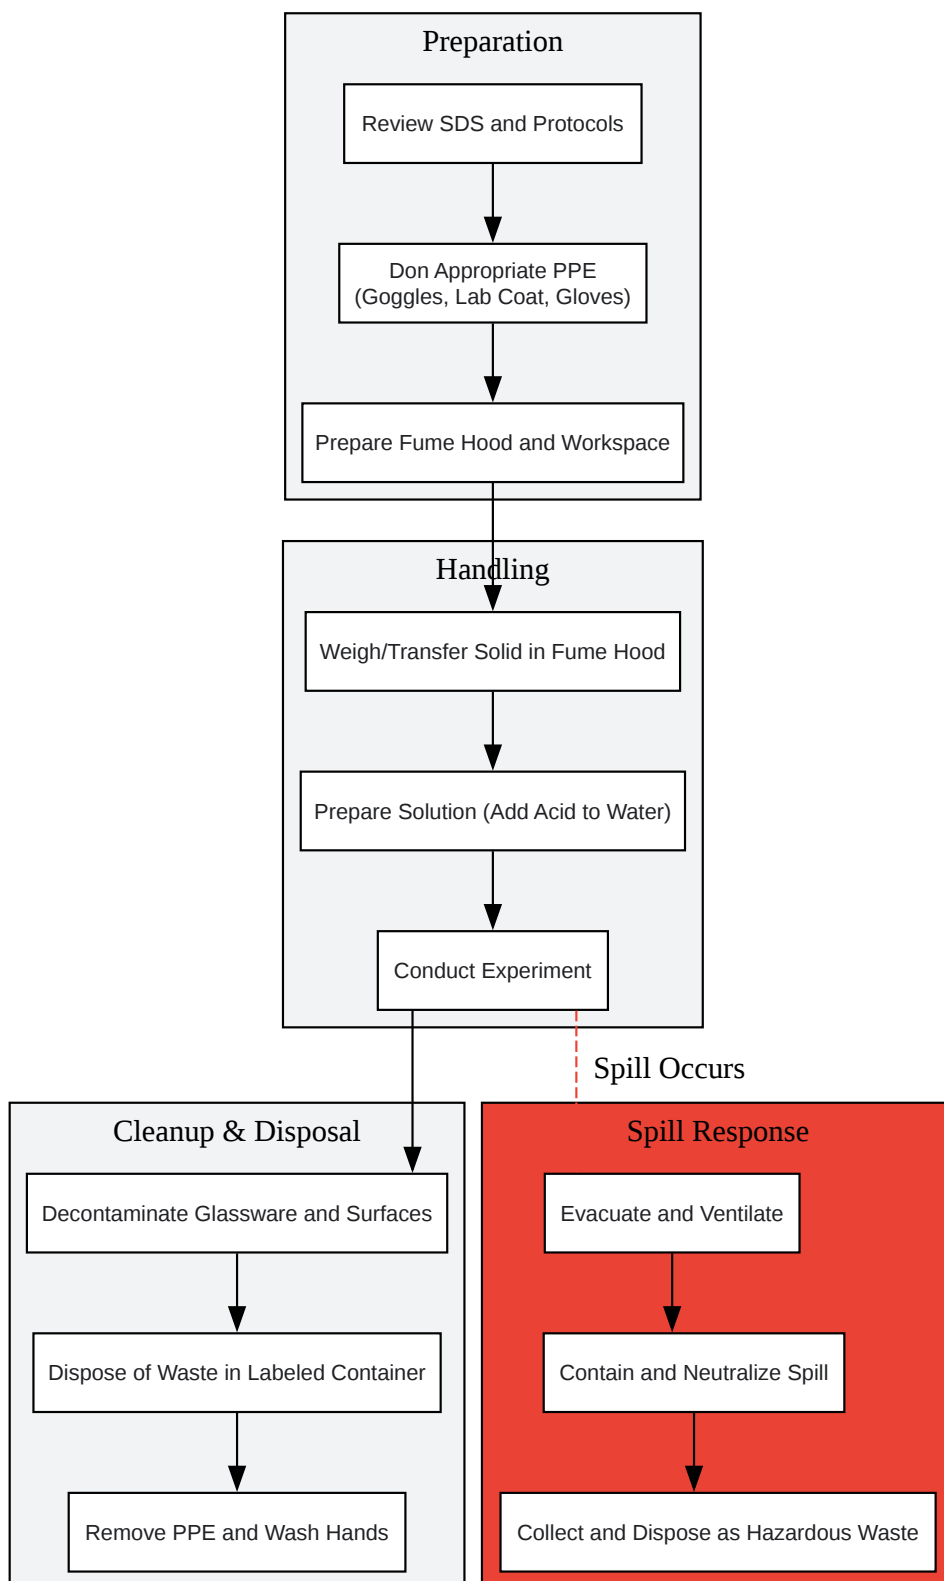 Preparation
Review SDS and Protocols
Don Appropriate PPE
(Goggles, Lab Coat, Gloves)
Prepare Fume Hood and Workspace
Handling
Weigh/Transfer Solid in Fume Hood
Prepare Solution (Add Acid to Water)
Conduct Experiment
Spill Occurs
Cleanup & Disposal
Decontaminate Glassware and Surfaces
Dispose of Waste in Labeled Container
Remove PPE and Wash Hands
Spill Response
Evacuate and Ventilate
Contain and Neutralize Spill
Collect and Dispose as Hazardous Waste